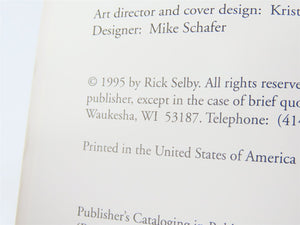 Art director and cover design: Krist
Designer: Mike Schafer
© 1995 by Rick Selby. All rights reserve
publisher, except in the case of brief quo
Waukesha, WI 53187. Telephone: (41
Printed in the United States of America
Publisher's Cataloging in